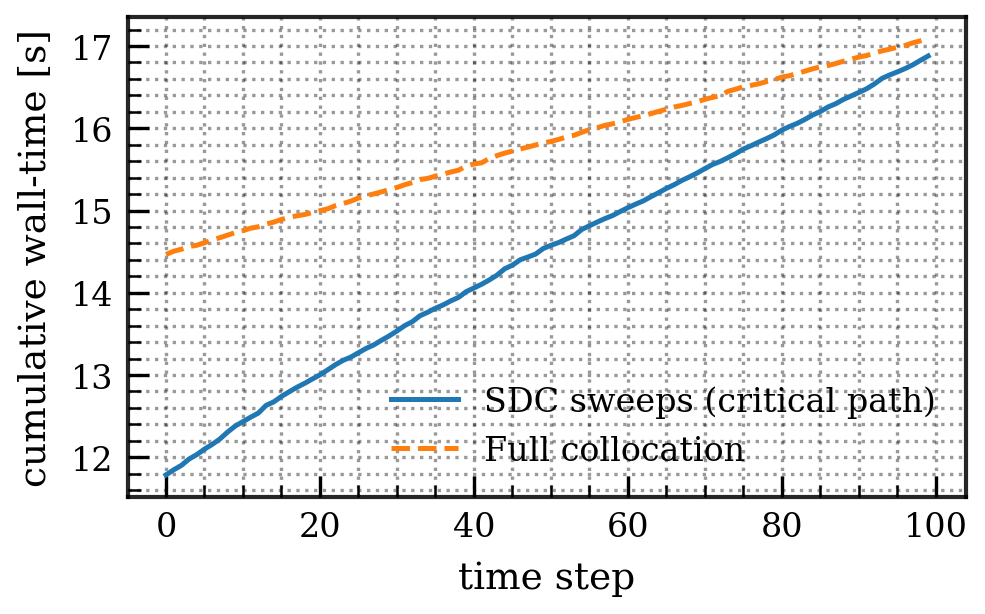 cumulative wall-time [s]
17
16
15
14
13
12
SDC sweeps (critical path)
Full collocation
0 20 40 60 80 100
time step